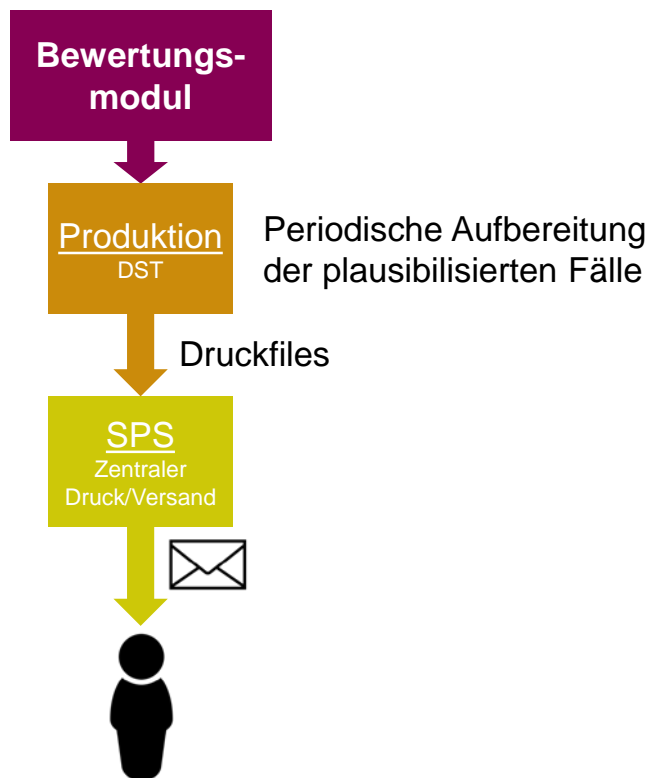 Bewertungs-
modul
Produktion
DST
Periodische Aufbereitung
der plausibilisierten Fälle
Druckfiles
SPS
Zentraler
Druck/Versand